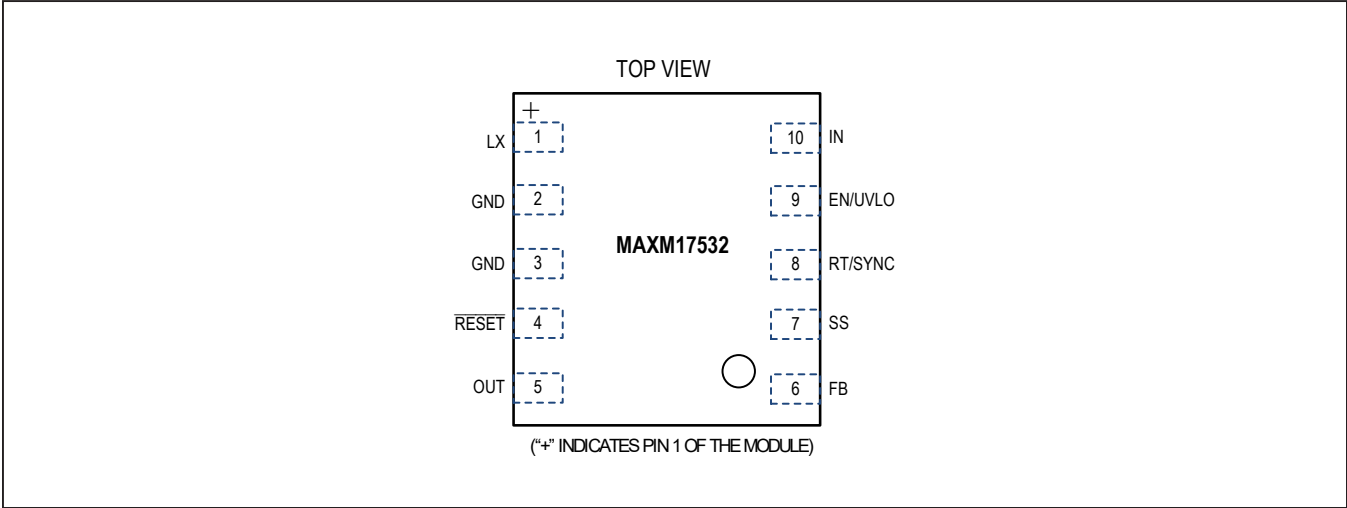 TOP VIEW
+
LX 1 10 IN
GND 2 9 EN/UVLO
MAXM17532
GND 3 8 RT/SYNC
RESET 4 7 SS
OUT 5 6 FB
("+" INDICATES PIN 1 OF THE MODULE)